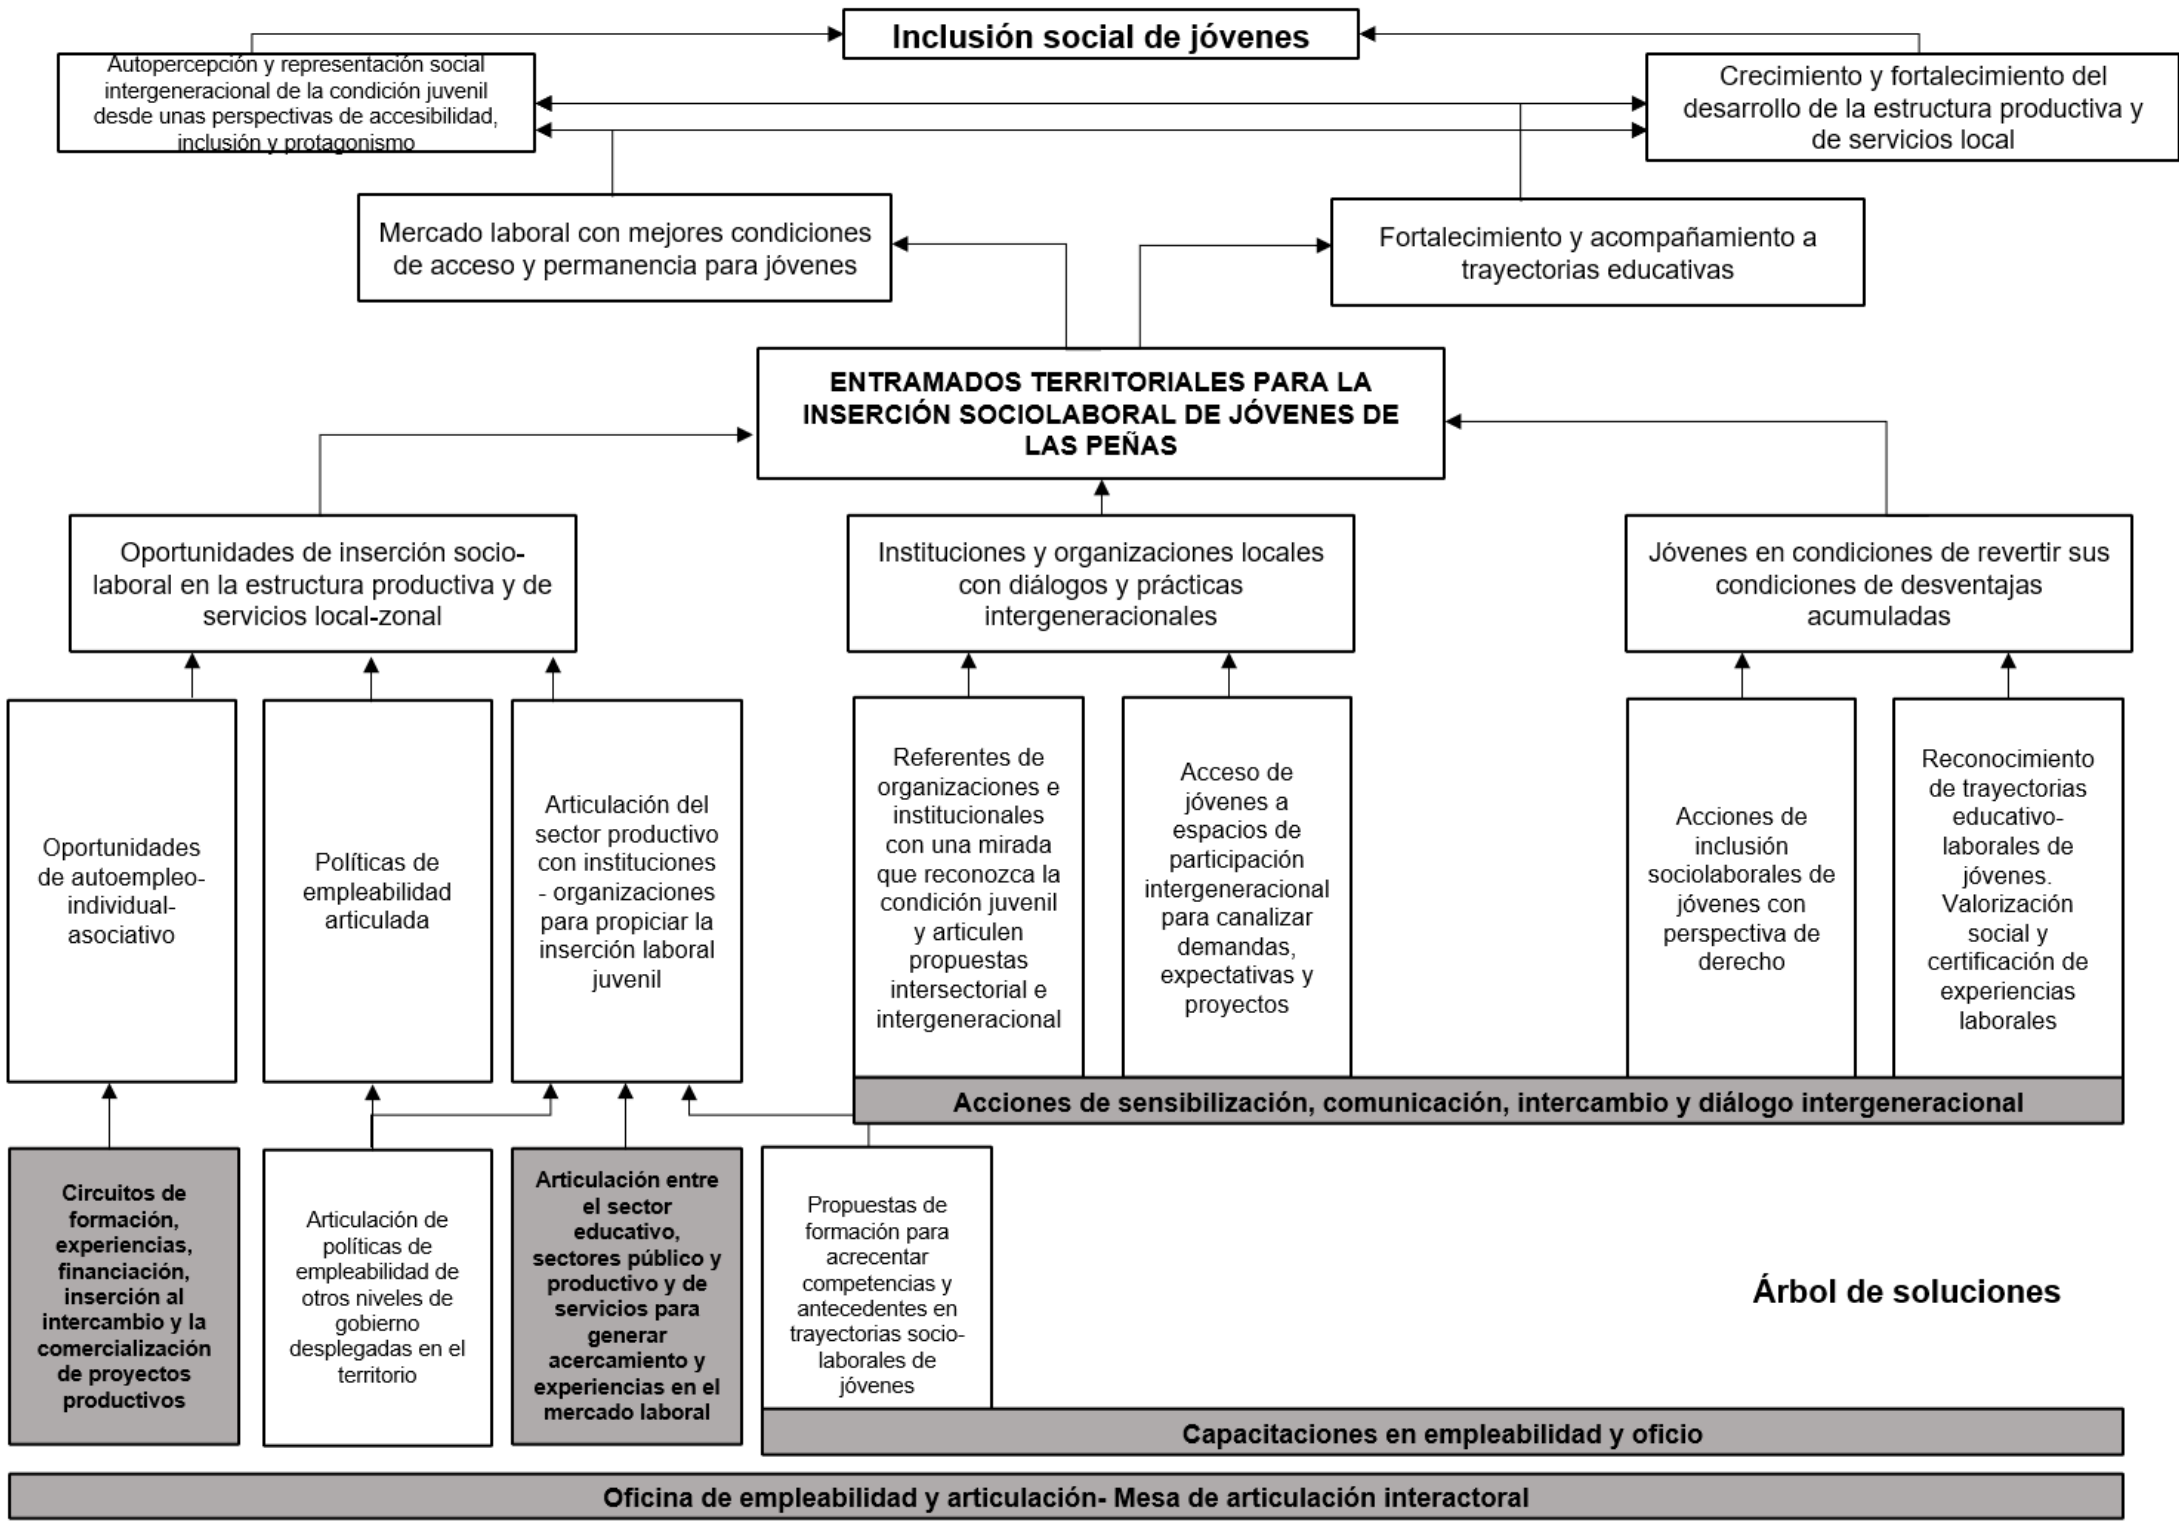 Inclusión social de jóvenes
Autopercepción y representación social
intergeneracional de la condición juvenil
desde unas perspectivas de accesibilidad,
inclusión y protagonismo
Crecimiento y fortalecimiento del
desarrollo de la estructura productiva y
de servicios local
Mercado laboral con mejores condiciones
de acceso y permanencia para jóvenes
Fortalecimiento y acompañamiento a
trayectorias educativas
ENTRAMADOS TERRITORIALES PARA LA
INSERCIÓN SOCIOLABORAL DE JÓVENES DE
LAS PEÑAS
Oportunidades de inserción socio-
laboral en la estructura productiva y de
servicios local-zonal
Instituciones y organizaciones locales
con diálogos y prácticas
intergeneracionales
Jóvenes en condiciones de revertir sus
condiciones de desventajas
acumuladas
Oportunidades
de autoempleo-
individual-
asociativo
Políticas de
empleabilidad
articulada
Articulación del
sector productivo
con instituciones
- organizaciones
para propiciar la
inserción laboral
juvenil
Referentes de
organizaciones e
institucionales
con una mirada
que reconozca la
condición juvenil
y articulen
propuestas
intersectorial e
intergeneracional
Acceso de
jóvenes a
espacios de
participación
intergeneracional
para canalizar
demandas,
expectativas y
proyectos
Acciones de
inclusión
sociolaborales de
jóvenes con
perspectiva de
derecho
Reconocimiento
de trayectorias
educativo-
laborales de
jóvenes.
Valorización
social y
certificación de
experiencias
laborales
Acciones de sensibilización, comunicación, intercambio y diálogo intergeneracional
Circuitos de
formación,
experiencias,
financiación,
inserción al
intercambio y la
comercialización
de proyectos
productivos
Articulación de
políticas de
empleabilidad de
otros niveles de
gobierno
desplegadas en el
territorio
Articulación entre
el sector
educativo,
sectores público y
productivo y de
servicios para
generar
acercamiento y
experiencias en el
mercado laboral
Propuestas de
formación para
acrecentar
competencias y
antecedentes en
trayectorias socio-
laborales de
jóvenes
Árbol de soluciones
Capacitaciones en empleabilidad y oficio
Oficina de empleabilidad y articulación- Mesa de articulación interactoral